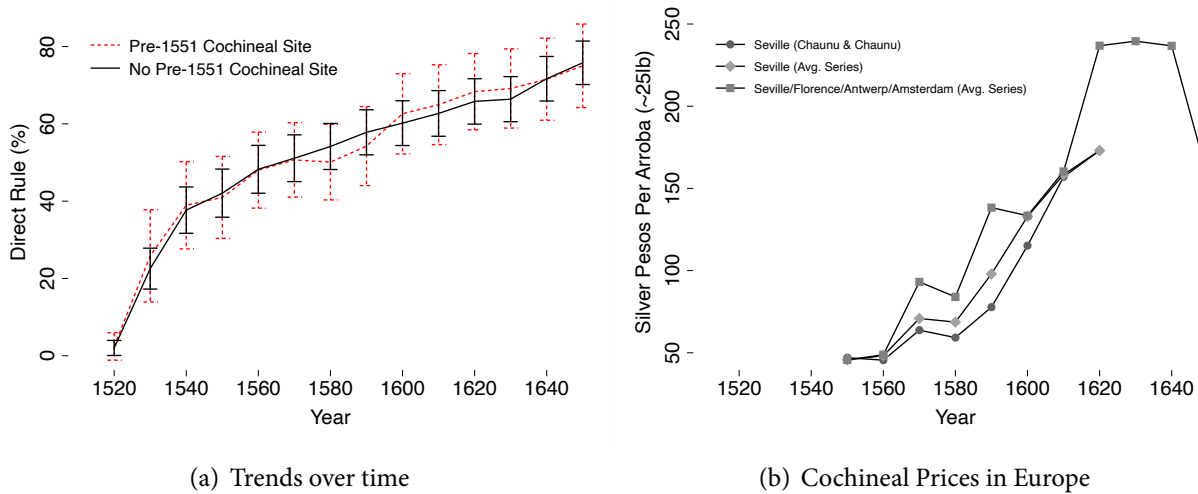 Pre-1551 Cochineal Site
No Pre-1551 Cochineal Site
Direct Rule (%)
80
60
40
20
0
1520 1540 1560 1580 1600 1620 1640
Year
(a) Trends over time
Seville (Chaunu & Chaunu)
Seville (Avg. Series)
Seville/Florence/Antwerp/Amsterdam (Avg. Series)
Silver Pesos Per Arroba (~25lb)
250
200
150
100
50
1520 1540 1560 1580 1600 1620 1640
Year
(b) Cochineal Prices in Europe